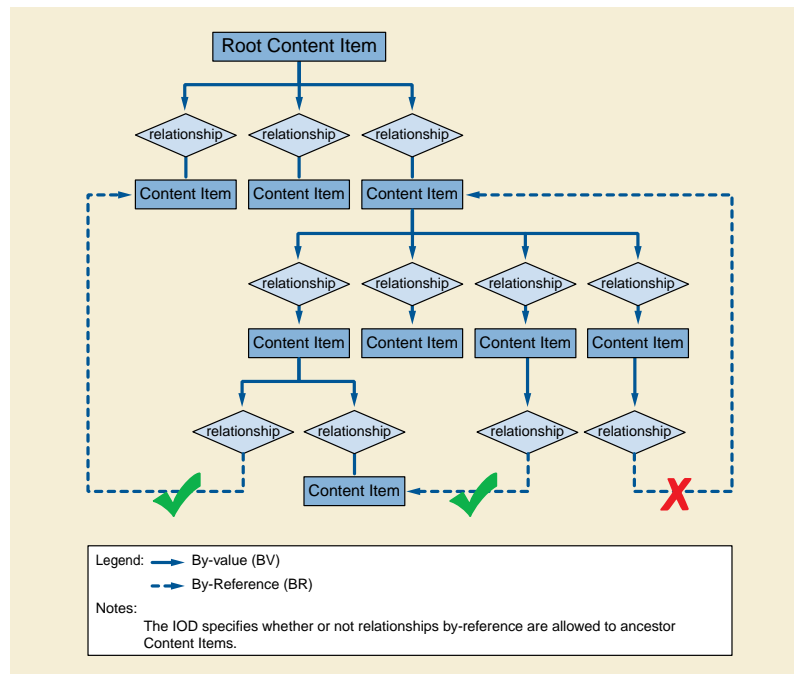 Root Content Item
relationship
relationship
relationship
Content Item
Content Item
Content Item
relationship
relationship
relationship
relationship
Content Item
Content Item
Content Item
Content Item
relationship
relationship
relationship
relationship
Content Item
Legend:
By-value (BV)
By-Reference (BR)
Notes:
The IOD specifies whether or not relationships by-reference are allowed to ancestor
Content Items.